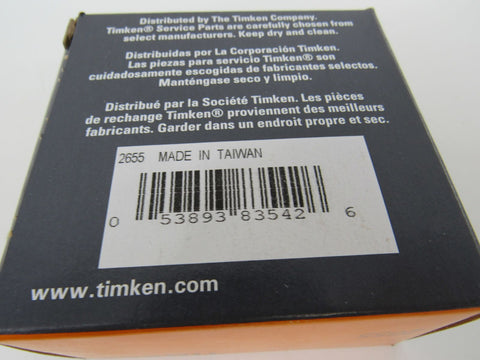 Distributed by The Timken Company.
Timken® Service Parts are carefully chosen from
select manufacturers. Keep dry and clean.
Distribuidas por La Corporación Timken.
Las piezas para servicio Timken® son
cuidadosamente escogidas de fabricantes selectos.
Manténgase seco y limpio.
Distribué par la Société Timken. Les pièces
de rechange Timken® proviennent des meilleurs
fabricants. Garder dans un endroit propre et sec.
2655 MADE IN TAIWAN
0 53893 83542 6
www.timken.com